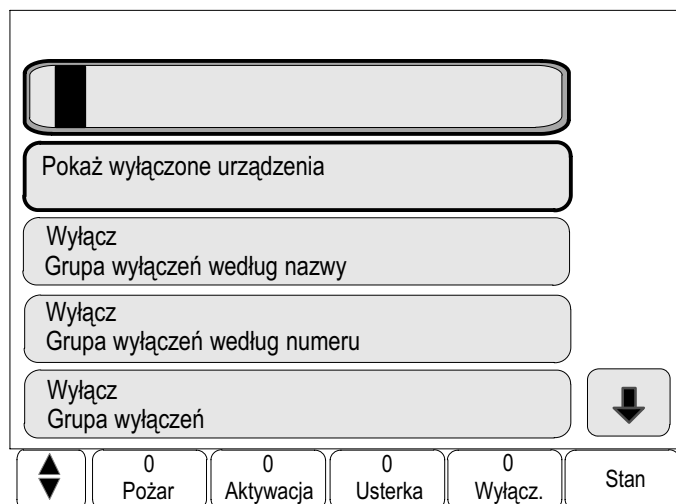 Pokaż wyłączone urządzenia
Wyłącz
Grupa wyłączeń według nazwy
Wyłącz
Grupa wyłączeń według numeru
Wyłącz
Grupa wyłączeń
0
Pożar
0
Aktywacja
0
Usterka
0
Wyłącz.
Stan